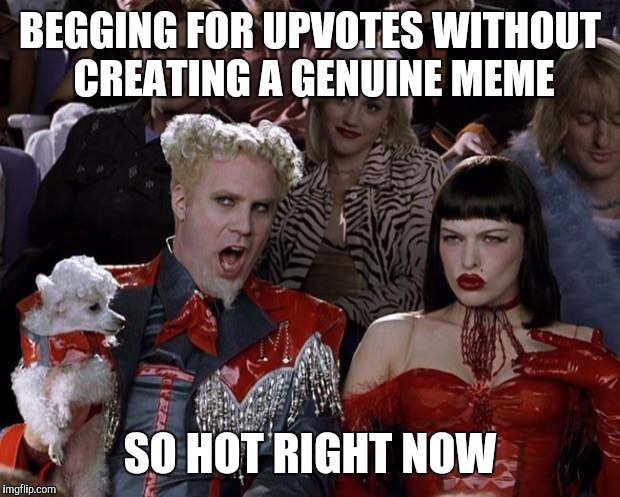 BEGGING FOR UPVOTES WITHOUT
CREATING A GENUINE MEME
SO HOT RIGHT NOW
imgflip.com